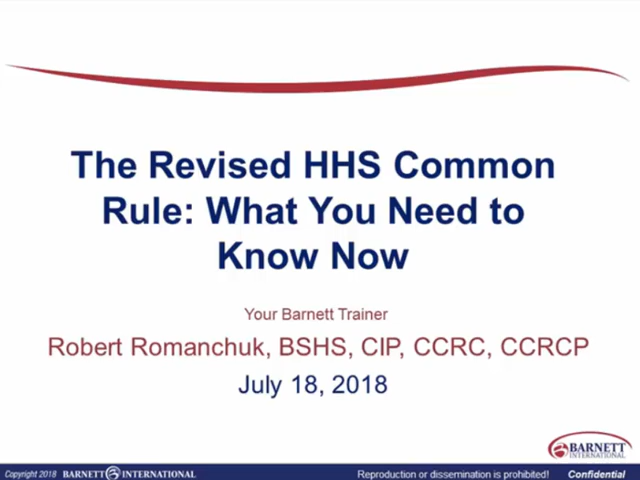 The Revised HHS Common
Rule: What You Need to
Know Now
Your Barnett Trainer
Robert Romanchuk, BSHS, CIP, CCRC, CCRCP
July 18, 2018
BARNETT
INTERNATIONAL
Copyright 2018 BARNETT INTERNATIONAL Reproduction or dissemination is prohibited! Confidential